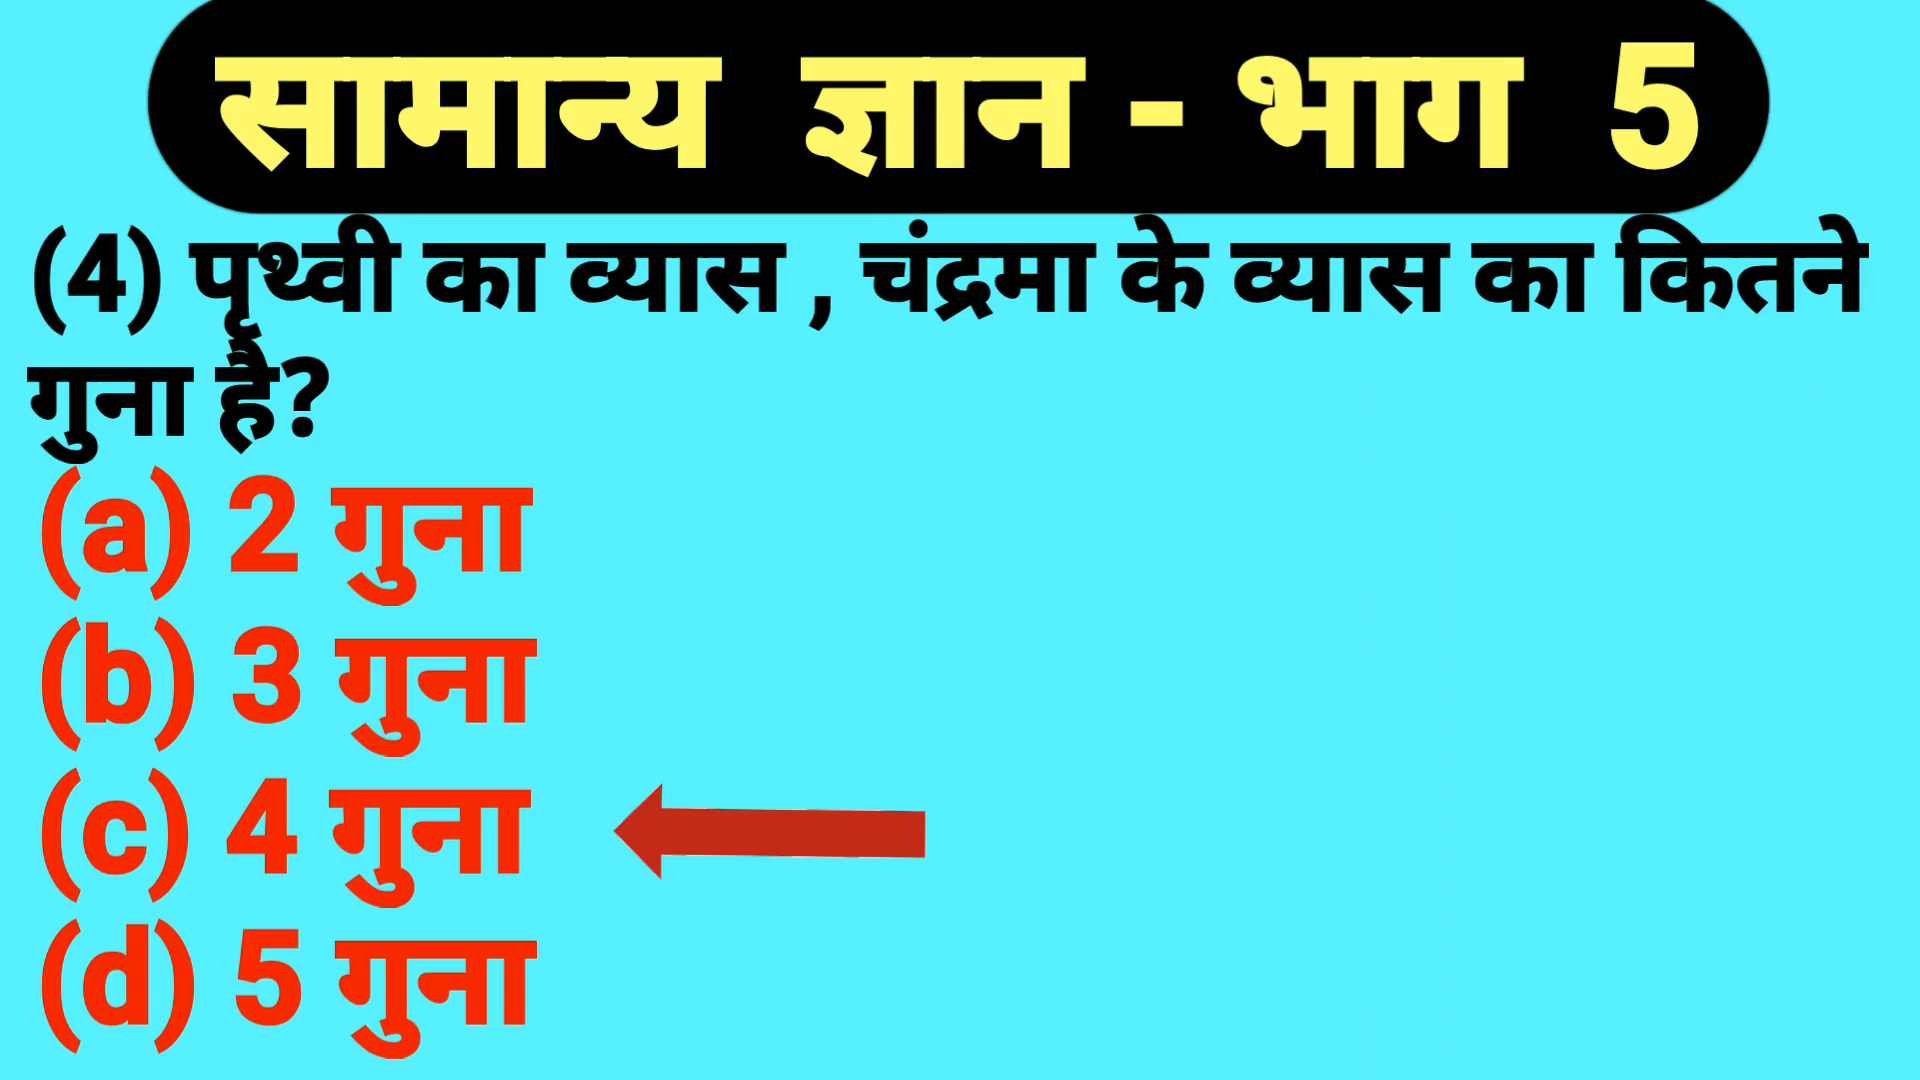 सामान्य ज्ञान - भाग 5
(4) पृथ्वी का व्यास , चंद्रमा के व्यास का कितने
गुना है?
(a) 2 गुना
(b) 3 गुना
(c) 4 गुना
(d) 5 गुना